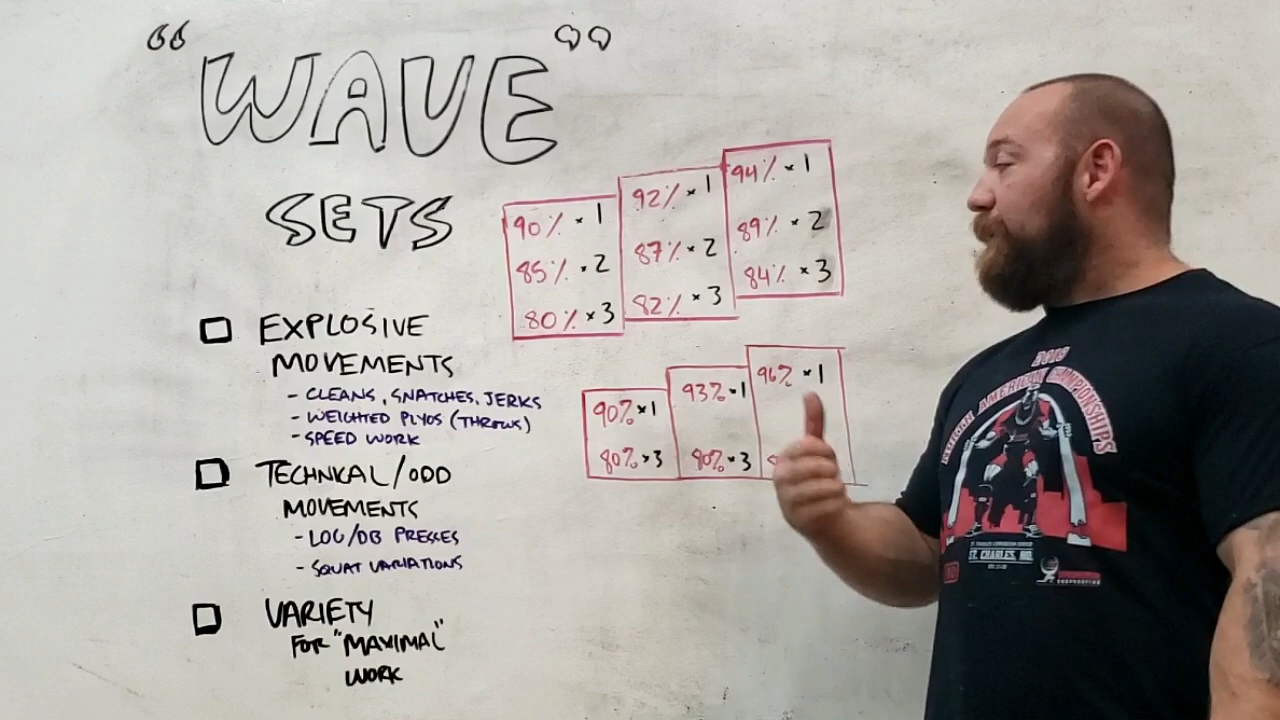 "WAVE"
SETS
EXPLOSIVE
MOVEMENTS
- CLEANS, SNATCHES, JERKS
- WEIGHTED PLYOS (THROWS)
- SPEED WORK
TECHNICAL/ODD
MOVEMENTS
- LOG/DB PRESSES
- SQUAT VARIATIONS
VARIETY
FOR "MAXIMAL"
WORK
90% × 1
85% × 2
80% × 3
92% × 1
87% × 2
82% × 3
94% × 1
89% × 2
84% × 3
90% × 1
80% × 3
93% × 1
80% × 3
96% × 1
2019
AMERICAN CHAMPIONSHIPS
ST. CHARLES, MO.